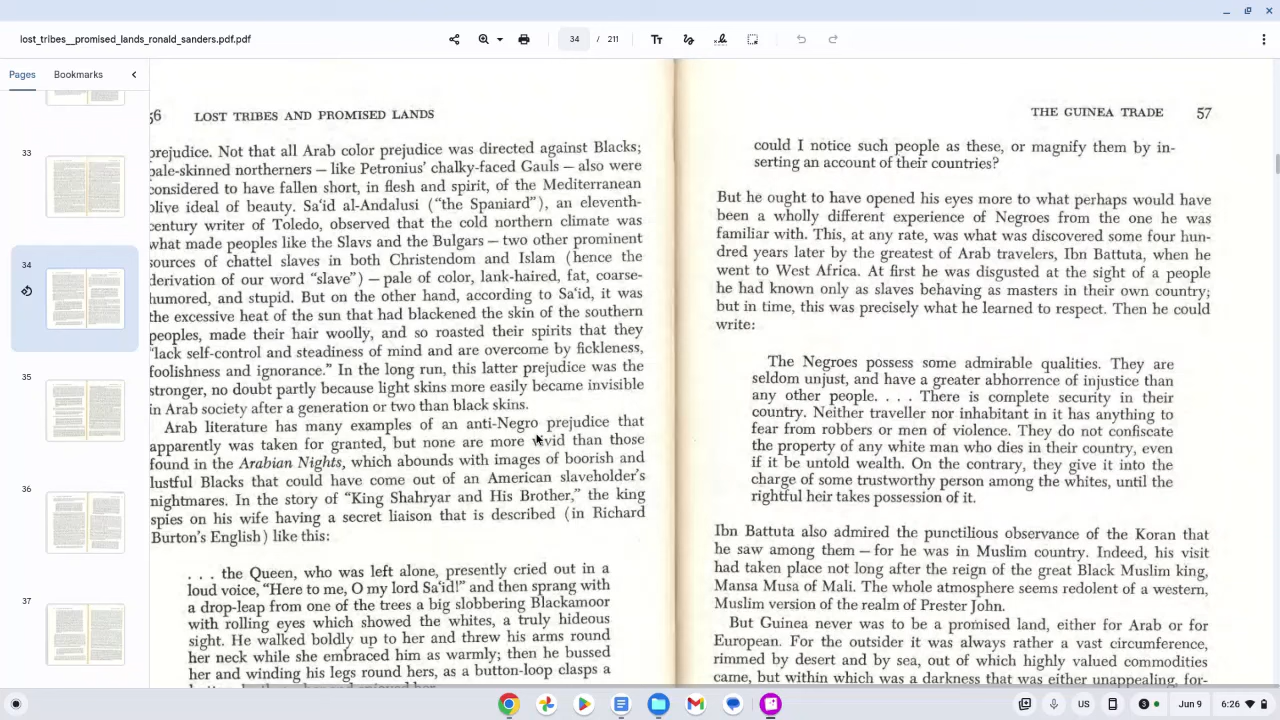 lost_tribes__promised_lands_ronald_sanders.pdf.pdf
34 / 211
Pages
Bookmarks
33
34
35
36
37
56 LOST TRIBES AND PROMISED LANDS
prejudice. Not that all Arab color prejudice was directed against Blacks;
pale-skinned northerners – like Petronius' chalky-faced Gauls – also were
considered to have fallen short, in flesh and spirit, of the Mediterranean
olive ideal of beauty. Sa'id al-Andalusi ("the Spaniard"), an eleventh-
century writer of Toledo, observed that the cold northern climate was
what made peoples like the Slavs and the Bulgars – two other prominent
sources of chattel slaves in both Christendom and Islam (hence the
derivation of our word "slave") – pale of color, lank-haired, fat, coarse-
humored, and stupid. But on the other hand, according to Sa'id, it was
the excessive heat of the sun that had blackened the skin of the southern
peoples, made their hair woolly, and so roasted their spirits that they
"lack self-control and steadiness of mind and are overcome by fickleness,
foolishness and ignorance." In the long run, this latter prejudice was the
stronger, no doubt partly because light skins more easily became invisible
in Arab society after a generation or two than black skins.
Arab literature has many examples of an anti-Negro prejudice that
apparently was taken for granted, but none are more vivid than those
found in the Arabian Nights, which abounds with images of boorish and
lustful Blacks that could have come out of an American slaveholder's
nightmares. In the story of "King Shahryar and His Brother," the king
spies on his wife having a secret liaison that is described (in Richard
Burton's English) like this:
. . . the Queen, who was left alone, presently cried out in a
loud voice, "Here to me, O my lord Sa'id!" and then sprang with
a drop-leap from one of the trees a big slobbering Blackamoor
with rolling eyes which showed the whites, a truly hideous
sight. He walked boldly up to her and threw his arms round
her neck while she embraced him as warmly; then he bussed
her and winding his legs round hers, as a button-loop clasps a
THE GUINEA TRADE 57
could I notice such people as these, or magnify them by in-
serting an account of their countries?
But he ought to have opened his eyes more to what perhaps would have
been a wholly different experience of Negroes from the one he was
familiar with. This, at any rate, was what was discovered some four hun-
dred years later by the greatest of Arab travelers, Ibn Battuta, when he
went to West Africa. At first he was disgusted at the sight of a people
he had known only as slaves behaving as masters in their own country;
but in time, this was precisely what he learned to respect. Then he could
write:
The Negroes possess some admirable qualities. They are
seldom unjust, and have a greater abhorrence of injustice than
any other people. . . . There is complete security in their
country. Neither traveller nor inhabitant in it has anything to
fear from robbers or men of violence. They do not confiscate
the property of any white man who dies in their country, even
if it be untold wealth. On the contrary, they give it into the
charge of some trustworthy person among the whites, until the
rightful heir takes possession of it.
Ibn Battuta also admired the punctilious observance of the Koran that
he saw among them – for he was in Muslim country. Indeed, his visit
had taken place not long after the reign of the great Black Muslim king,
Mansa Musa of Mali. The whole atmosphere seems redolent of a western,
Muslim version of the realm of Prester John.
But Guinea never was to be a promised land, either for Arab or for
European. For the outsider it was always rather a vast circumference,
rimmed by desert and by sea, out of which highly valued commodities
came, but within which was a darkness that was either unappealing, for-
US
3
Jun 9
6:26